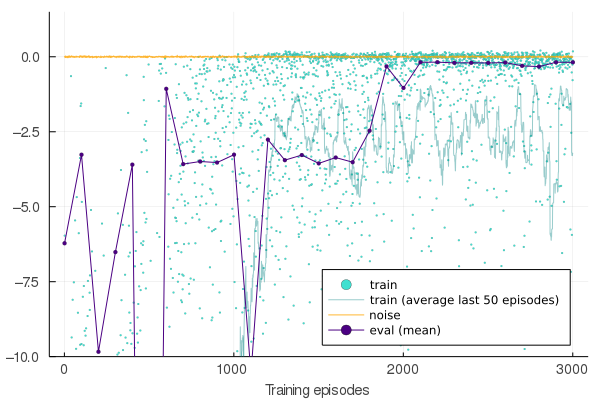 0.0
−2.5
−5.0
−7.5
−10.0
0
1000
2000
3000
Training episodes
train
train (average last 50 episodes)
noise
eval (mean)